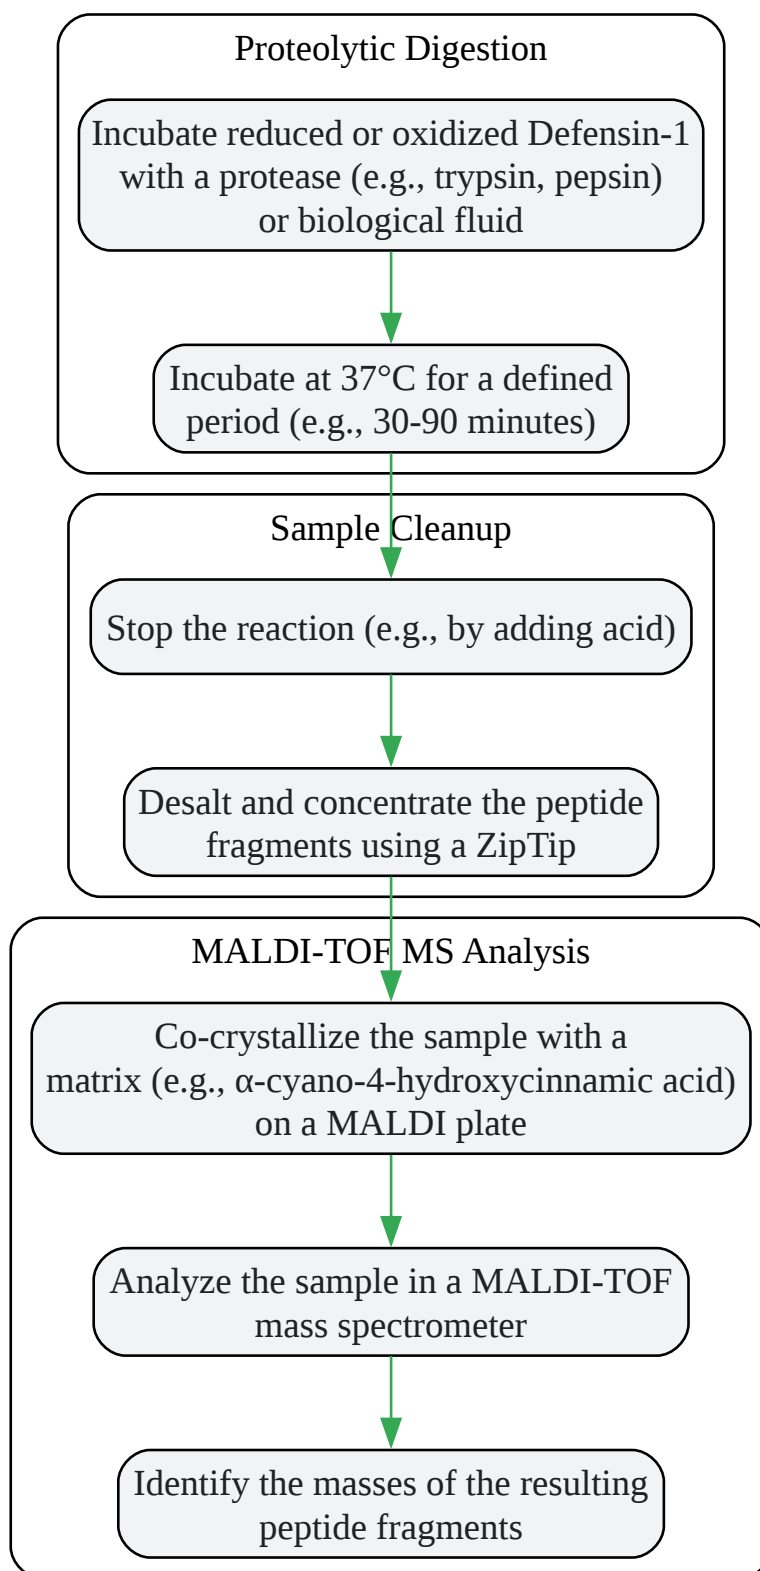 Proteolytic Digestion
Incubate reduced or oxidized Defensin-1
with a protease (e.g., trypsin, pepsin)
or biological fluid
Incubate at 37°C for a defined
period (e.g., 30-90 minutes)
Sample Cleanup
Stop the reaction (e.g., by adding acid)
Desalt and concentrate the peptide
fragments using a ZipTip
MALDI-TOF MS Analysis
Co-crystallize the sample with a
matrix (e.g., α-cyano-4-hydroxycinnamic acid)
on a MALDI plate
Analyze the sample in a MALDI-TOF
mass spectrometer
Identify the masses of the resulting
peptide fragments